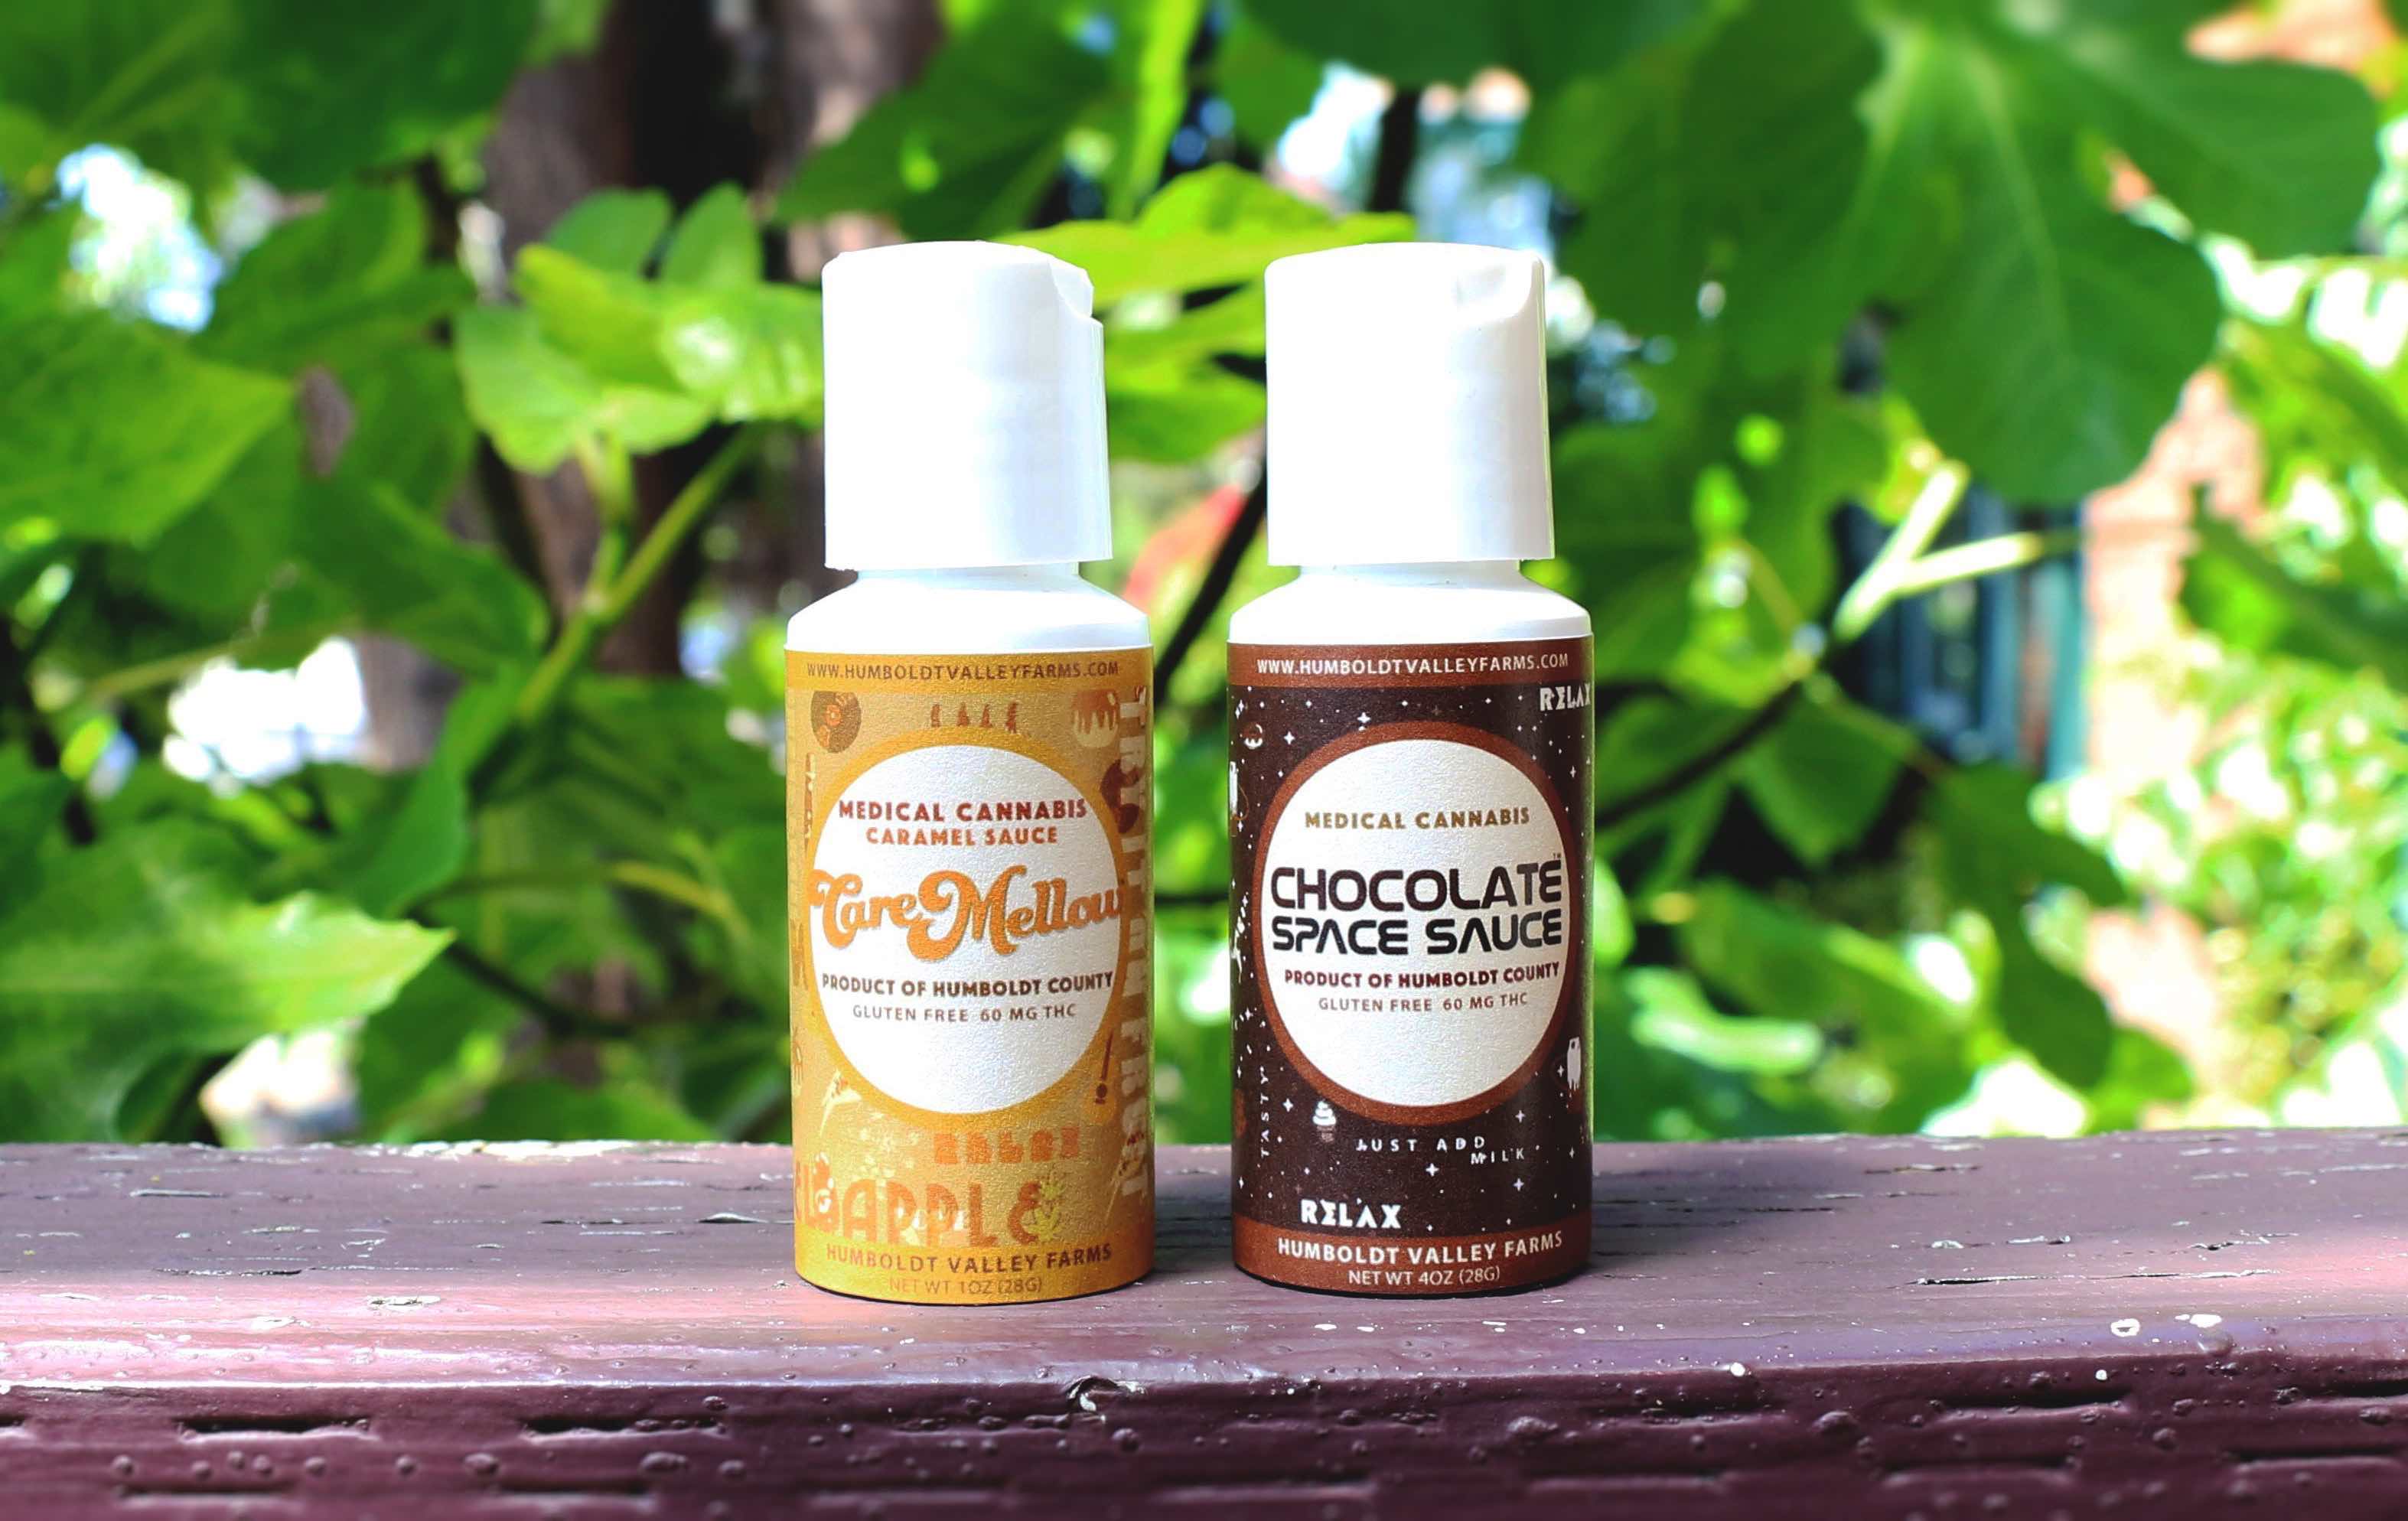 WWW.HUMBOLDTVALLEYFARMS.COM
MEDICAL CANNABIS
CARAMEL SAUCE
CareMellow
PRODUCT OF HUMBOLDT COUNTY
GLUTEN FREE 60 MG THC
RELAX
APPLE
HUMBOLDT VALLEY FARMS
NET WT 1OZ (28G)
WWW.HUMBOLDTVALLEYFARMS.COM
RELAX
MEDICAL CANNABIS
CHOCOLATE™
SPACE SAUCE
PRODUCT OF HUMBOLDT COUNTY
GLUTEN FREE 60 MG THC
TASTY
JUST ADD
MILK
RELAX
HUMBOLDT VALLEY FARMS
NET WT 4OZ (28G)